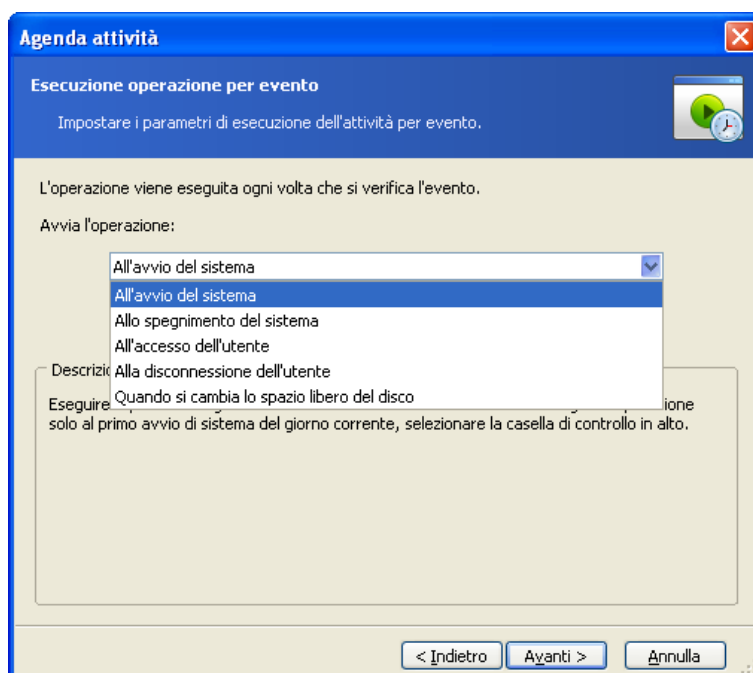 Agenda attività
Esecuzione operazione per evento
Impostare i parametri di esecuzione dell'attività per evento.
L'operazione viene eseguita ogni volta che si verifica l'evento.
Avvia l'operazione:
All'avvio del sistema
All'avvio del sistema
Allo spegnimento del sistema
All'accesso dell'utente
Alla disconnessione dell'utente
Quando si cambia lo spazio libero del disco
solo al primo avvio di sistema del giorno corrente, selezionare la casella di controllo in alto.
< Indietro
Avanti >
Annulla